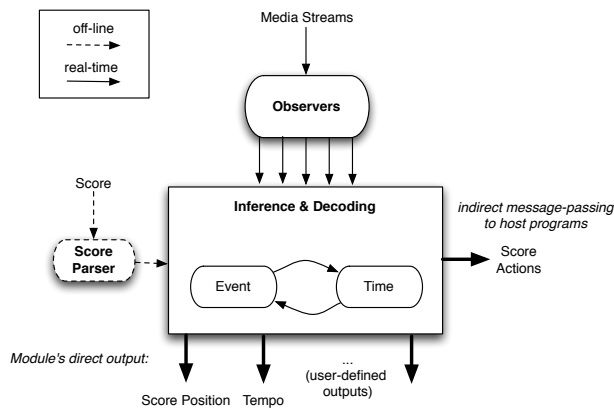 off-line
real-time
Media Streams
Observers
Score
Score
Parser
Inference & Decoding
Event
Time
indirect message-passing
to host programs
Score
Actions
Module's direct output:
Score Position
Tempo
...
(user-defined
outputs)